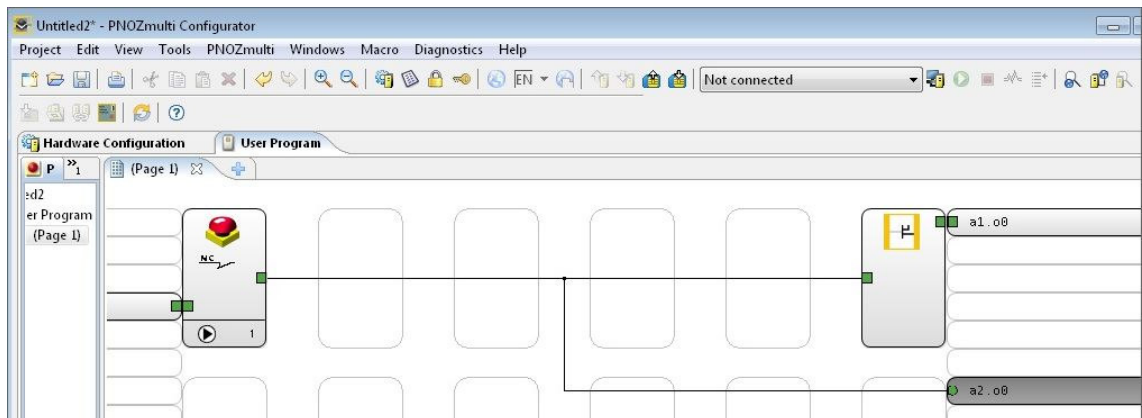 Untitled2* - PNOZmulti Configurator
Project Edit View Tools PNOZmulti Windows Macro Diagnostics Help
EN Not connected
Hardware Configuration User Program
P »1 (Page 1)
ed2
er Program
(Page 1)
a1.o0
NC
1
a2.o0